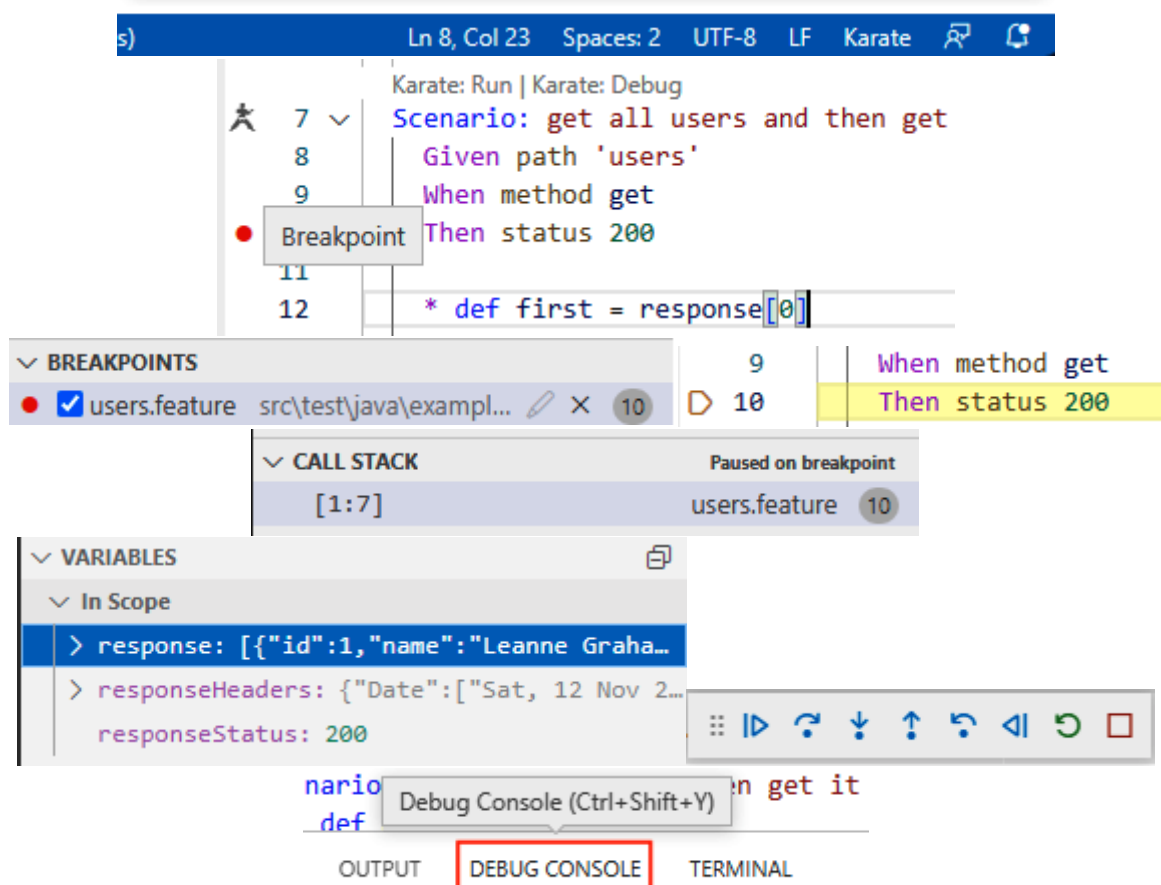 s) Ln 8, Col 23 Spaces: 2 UTF-8 LF Karate
Karate: Run | Karate: Debug
7 Scenario: get all users and then get
8 Given path 'users'
9 When method get
Breakpoint Then status 200
11
12 * def first = response[0]
BREAKPOINTS
users.feature src\test\java\exampl... 10
9 When method get
10 Then status 200
CALL STACK Paused on breakpoint
[1:7] users.feature 10
VARIABLES
In Scope
response: [{"id":1,"name":"Leanne Graha…
responseHeaders: {"Date":["Sat, 12 Nov 2…
responseStatus: 200
nario en get it
Debug Console (Ctrl+Shift+Y)
def
OUTPUT DEBUG CONSOLE TERMINAL